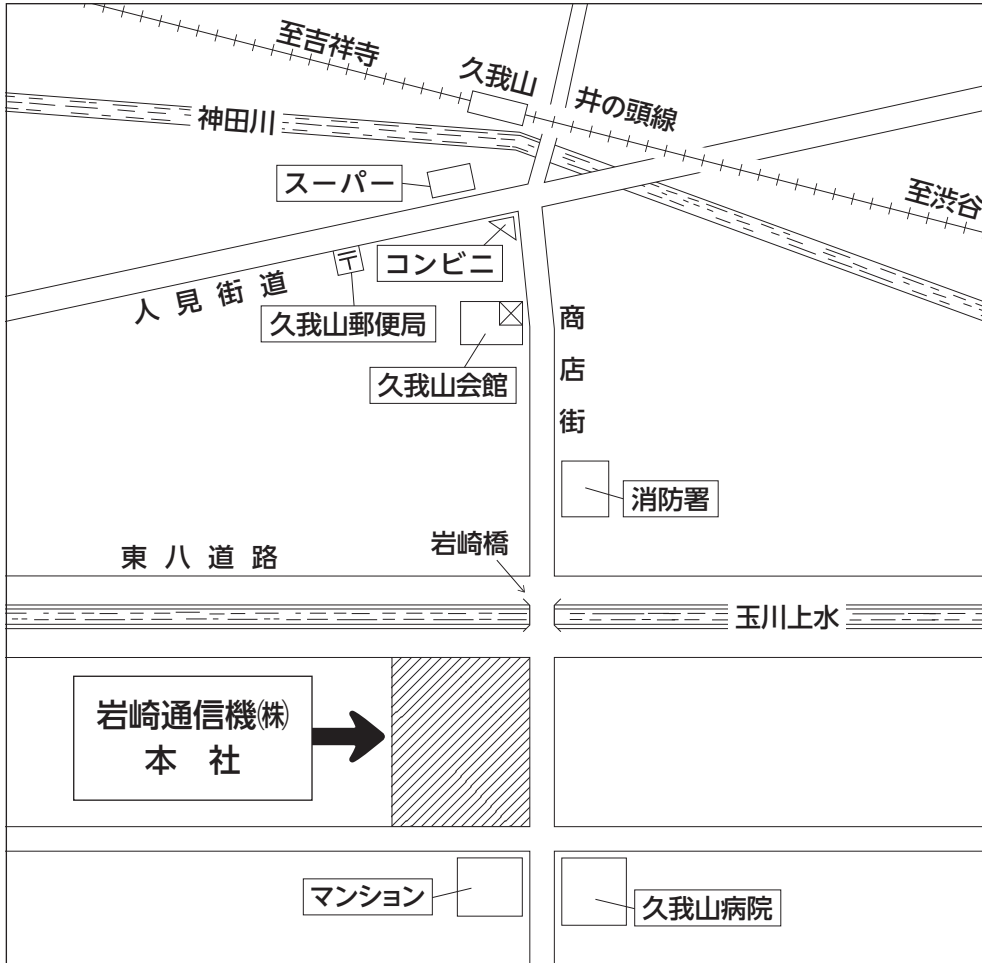 至吉祥寺
久我山
井の頭線
神田川
スーパー
至渋谷
コンビニ
人見街道
久我山郵便局
商店街
久我山会館
消防署
岩崎橋
東八道路
玉川上水
岩崎通信機㈱
本社
マンション
久我山病院